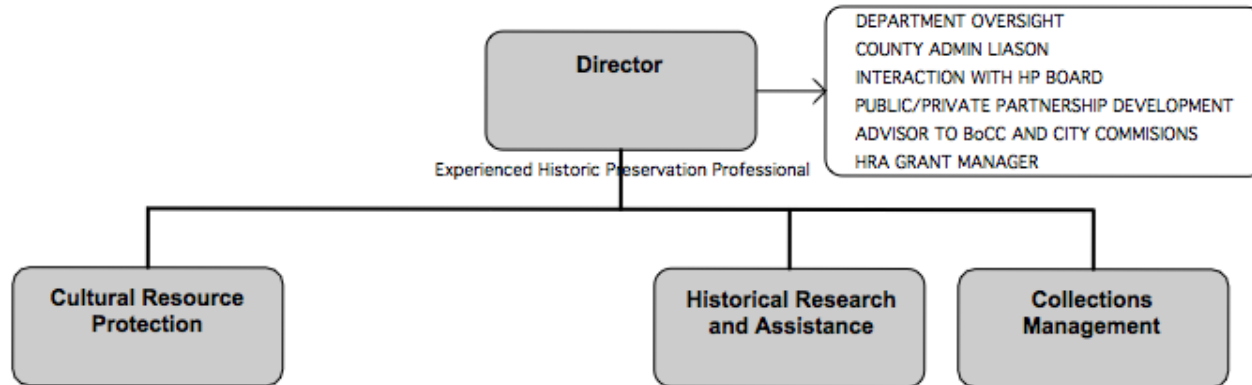 Director
DEPARTMENT OVERSIGHT
COUNTY ADMIN LIASON
INTERACTION WITH HP BOARD
PUBLIC/PRIVATE PARTNERSHIP DEVELOPMENT
ADVISOR TO BoCC AND CITY COMMISIONS
HRA GRANT MANAGER
Experienced Historic Preservation Professional
Cultural Resource
Protection
Historical Research
and Assistance
Collections
Management